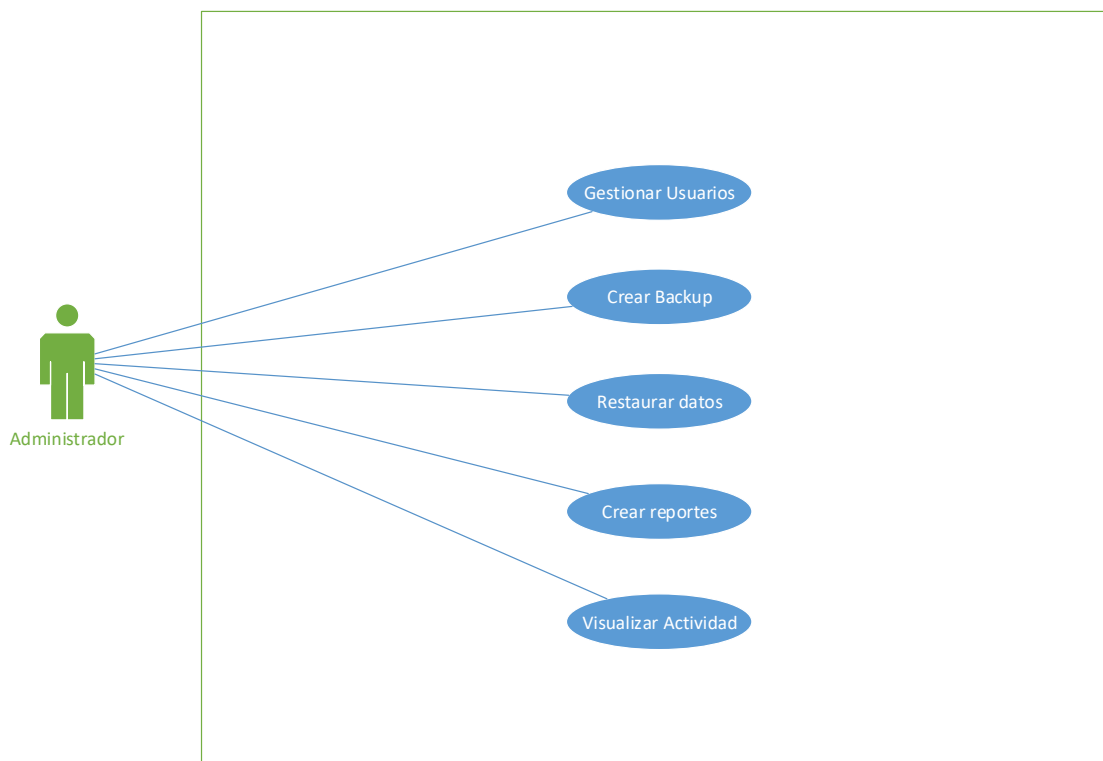 Gestionar Usuarios
Crear Backup
Restaurar datos
Administrador
Crear reportes
Visualizar Actividad